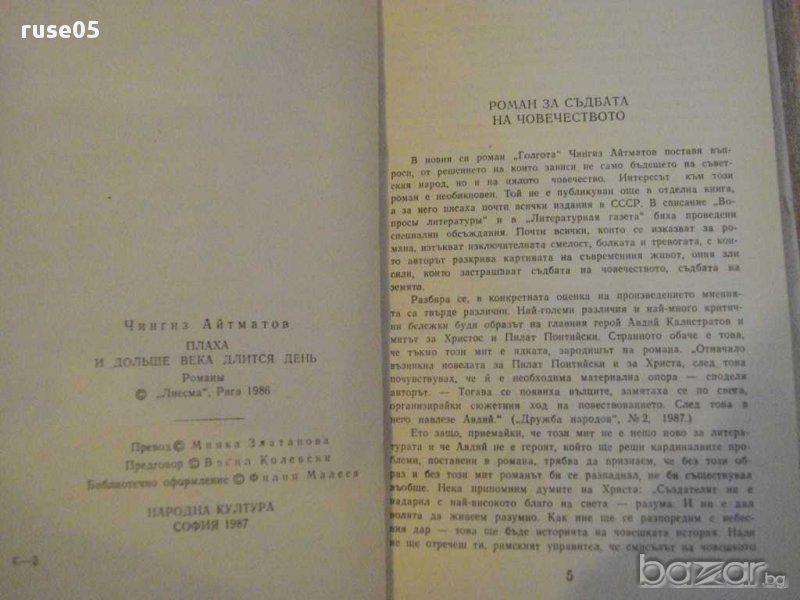 ruse05
Чингиз Айтматов
ПЛАХА
И ДОЛЬШЕ ВЕКА ДЛИТСЯ ДЕНЬ
Романы
© „Лиесма“, Рига 1986
Превод © Минка Златанова
Предговор © Васил Колевски
Библиотечно оформление © Филип Малеев
НАРОДНА КУЛТУРА
СОФИЯ 1987
РОМАН ЗА СЪДБАТА
НА ЧОВЕЧЕСТВОТО
В новия си роман „Голгота“ Чингиз Айтматов поставя въп-
роси, от решението на които зависи не само бъдещето на съвет-
ския народ, но и на цялото човечество. Интересът към този
роман е необикновен. Той не е публикуван още в отделна книга,
а за него писаха почти всички издания в СССР. В списание „Во-
просы литературы“ и в „Литературная газета“ бяха проведени
специални обсъждания. Почти всички, които се изказват за ро-
мана, изтъкват изключителната смелост, болката и тревогата, с кои-
то авторът разкрива картината на съвременния живот, ония зли
сили, които застрашават съдбата на човечеството, съдбата на
земята.
Разбира се, в конкретната оценка на произведението мненія-
та са твърде различни. Най-големи различия и най-много критич-
ни бележки буди образът на главния герой Авдий Калистратов и
митът за Христос и Пилат Понтийски. Странното обаче е това,
че тъкмо този мит е ядката, зародишът на романа. „Отначало
възникна новелата за Пилат Понтийски и за Христа, след това
почувствувах, че ѝ е необходима материална опора — споделя
авторът. — Тогава се появиха вълците, замятаха се по света,
организирайки сюжетния ход на повествованието. След това в
него навлезе Авдий.“ („Дружба народов“, № 2, 1987.)
Ето защо, приемайки, че този мит не е нещо ново за литера-
турата и че Авдий не е героят, който ще реши кардиналните про-
блеми, поставени в романа, трябва да признаем, че без този об-
раз и без този мит романът би се разпаднал, не би съществувал
въобще. Нека припомним думите на Христа: „Създателят ни е
надарил с най-високото благо на света — разума. И ни е дал
волята да живеем разумно. Как ние ще се разпоредим с небес-
ния дар — това ще бъде историята на човешката история. Нали
не ще отречеш ти, римският управител, че смисълът на човешкото
5
bazar.bg